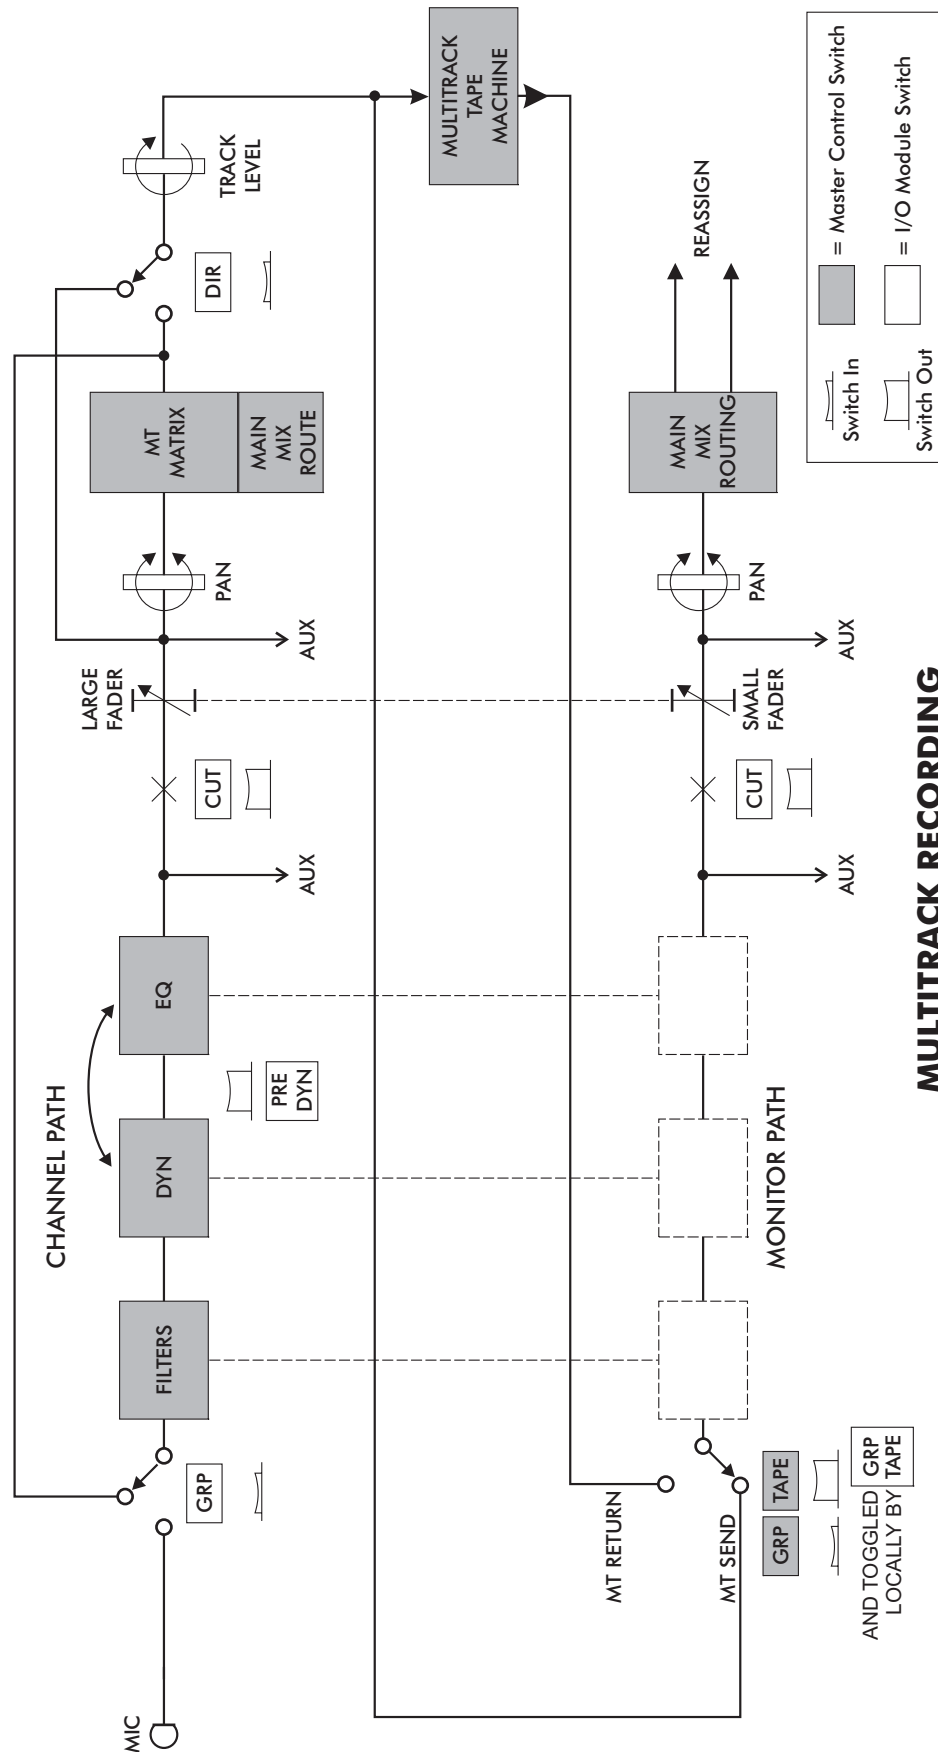 CHANNEL PATH
MIC
GRP
FILTERS
DYN
PRE
DYN
EQ
AUX
CUT
LARGE
FADER
AUX
PAN
MT
MATRIX
MAIN
MIX
ROUTE
DIR
TRACK
LEVEL
MULTITRACK
TAPE
MACHINE
MT RETURN
MT SEND
GRP
TAPE
AND TOGGLED
LOCALLY BY
GRP
TAPE
MONITOR PATH
AUX
CUT
SMALL
FADER
AUX
PAN
MAIN
MIX
ROUTING
REASSIGN
Switch In
= Master Control Switch
Switch Out
= I/O Module Switch
MULTITRACK RECORDING